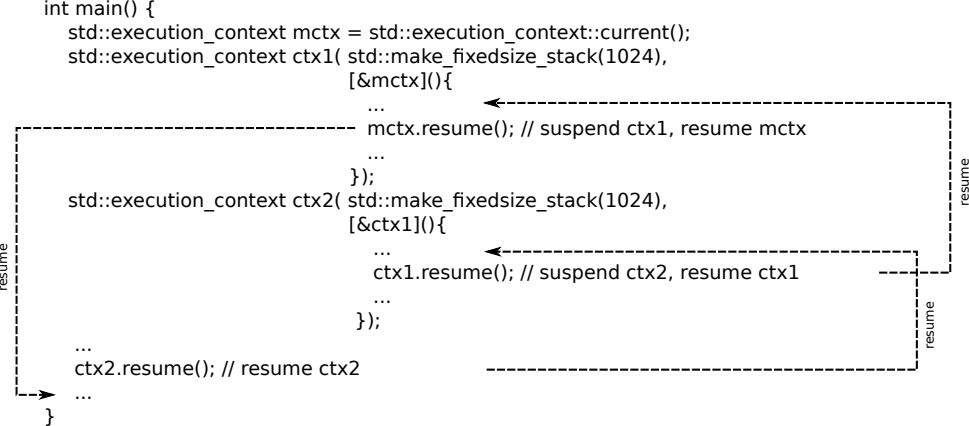 int main() {
std::execution_context mctx = std::execution_context::current();
std::execution_context ctx1( std::make_fixedsize_stack(1024),
[&mctx](){
...
mctx.resume(); // suspend ctx1, resume mctx
...
});
std::execution_context ctx2( std::make_fixedsize_stack(1024),
[&ctx1](){
...
ctx1.resume(); // suspend ctx2, resume ctx1
...
});
...
ctx2.resume(); // resume ctx2
...
}
resume
resume
resume